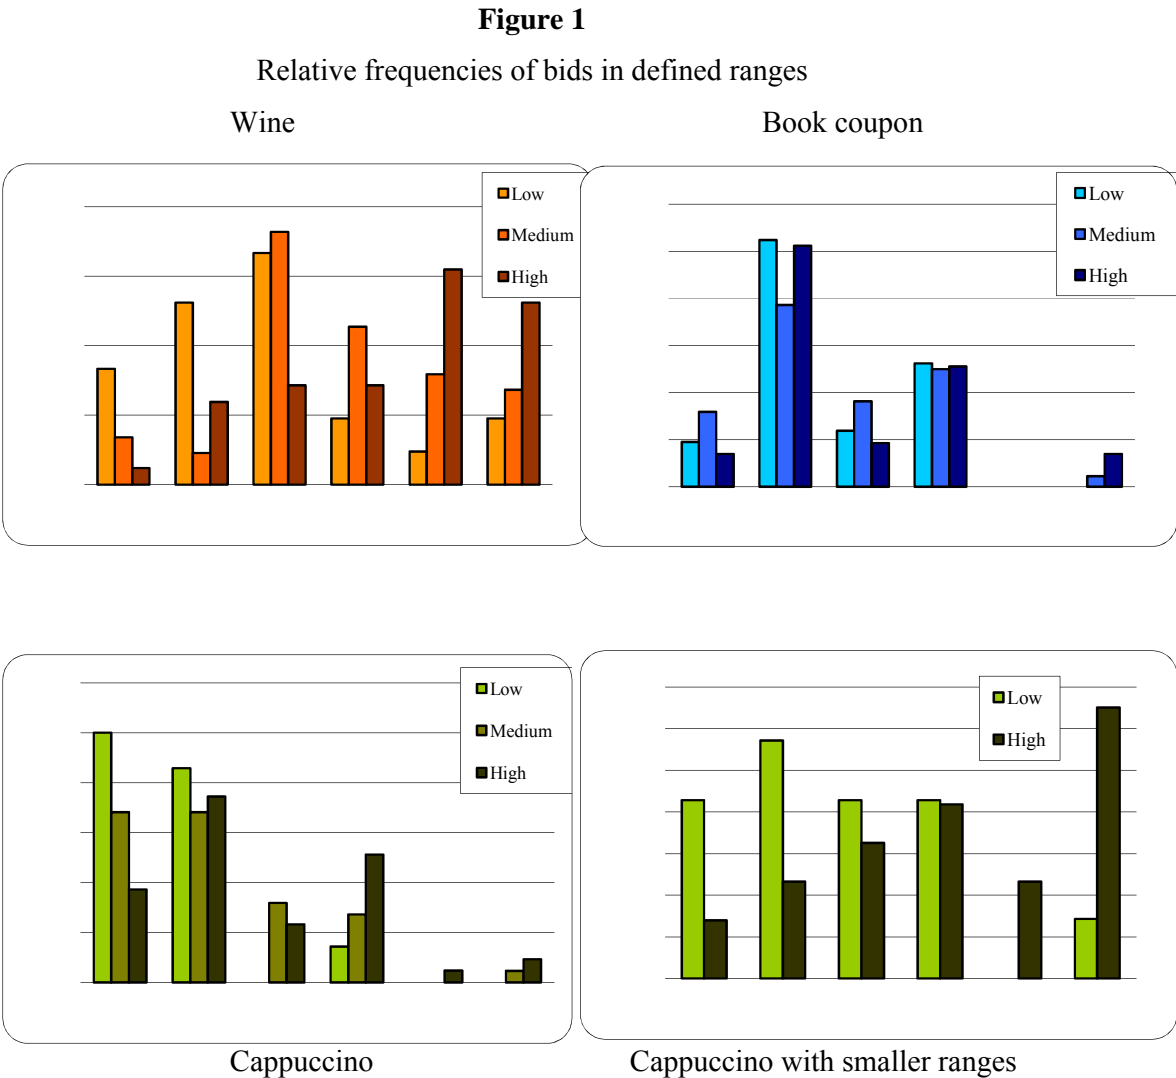 Figure 1
Relative frequencies of bids in defined ranges
Wine
Book coupon
Low
Medium
High
Low
Medium
High
Low
Medium
High
Low
High
Cappuccino
Cappuccino with smaller ranges